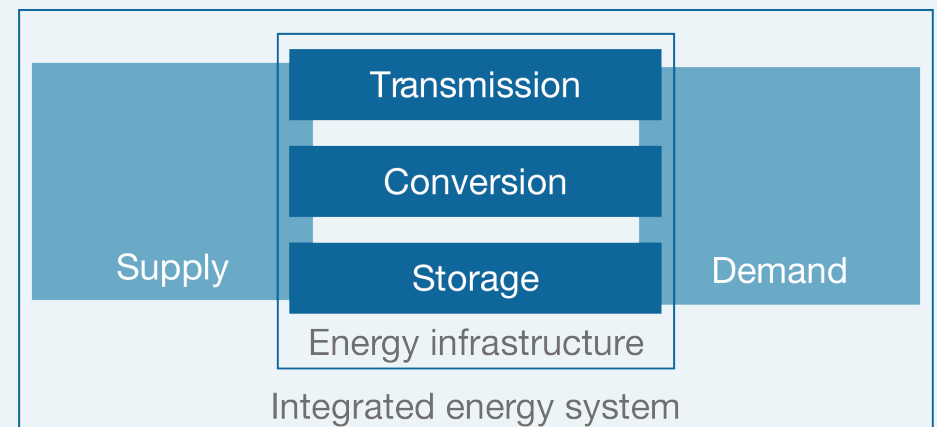 Transmission
Conversion
Supply
Storage
Demand
Energy infrastructure
Integrated energy system